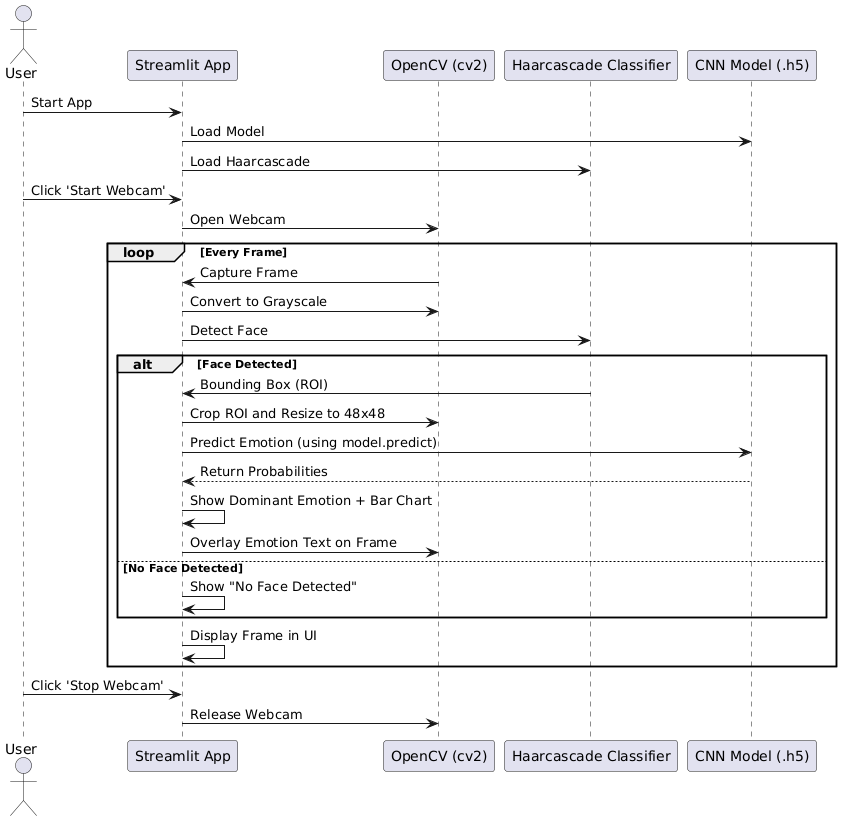 User
Streamlit App
OpenCV (cv2)
Haarcascade Classifier
CNN Model (.h5)
Start App
Load Model
Load Haarcascade
Click 'Start Webcam'
Open Webcam
loop
[Every Frame]
Capture Frame
Convert to Grayscale
Detect Face
alt
[Face Detected]
Bounding Box (ROI)
Crop ROI and Resize to 48x48
Predict Emotion (using model.predict)
Return Probabilities
Show Dominant Emotion + Bar Chart
Overlay Emotion Text on Frame
[No Face Detected]
Show "No Face Detected"
Display Frame in UI
Click 'Stop Webcam'
Release Webcam
User
Streamlit App
OpenCV (cv2)
Haarcascade Classifier
CNN Model (.h5)